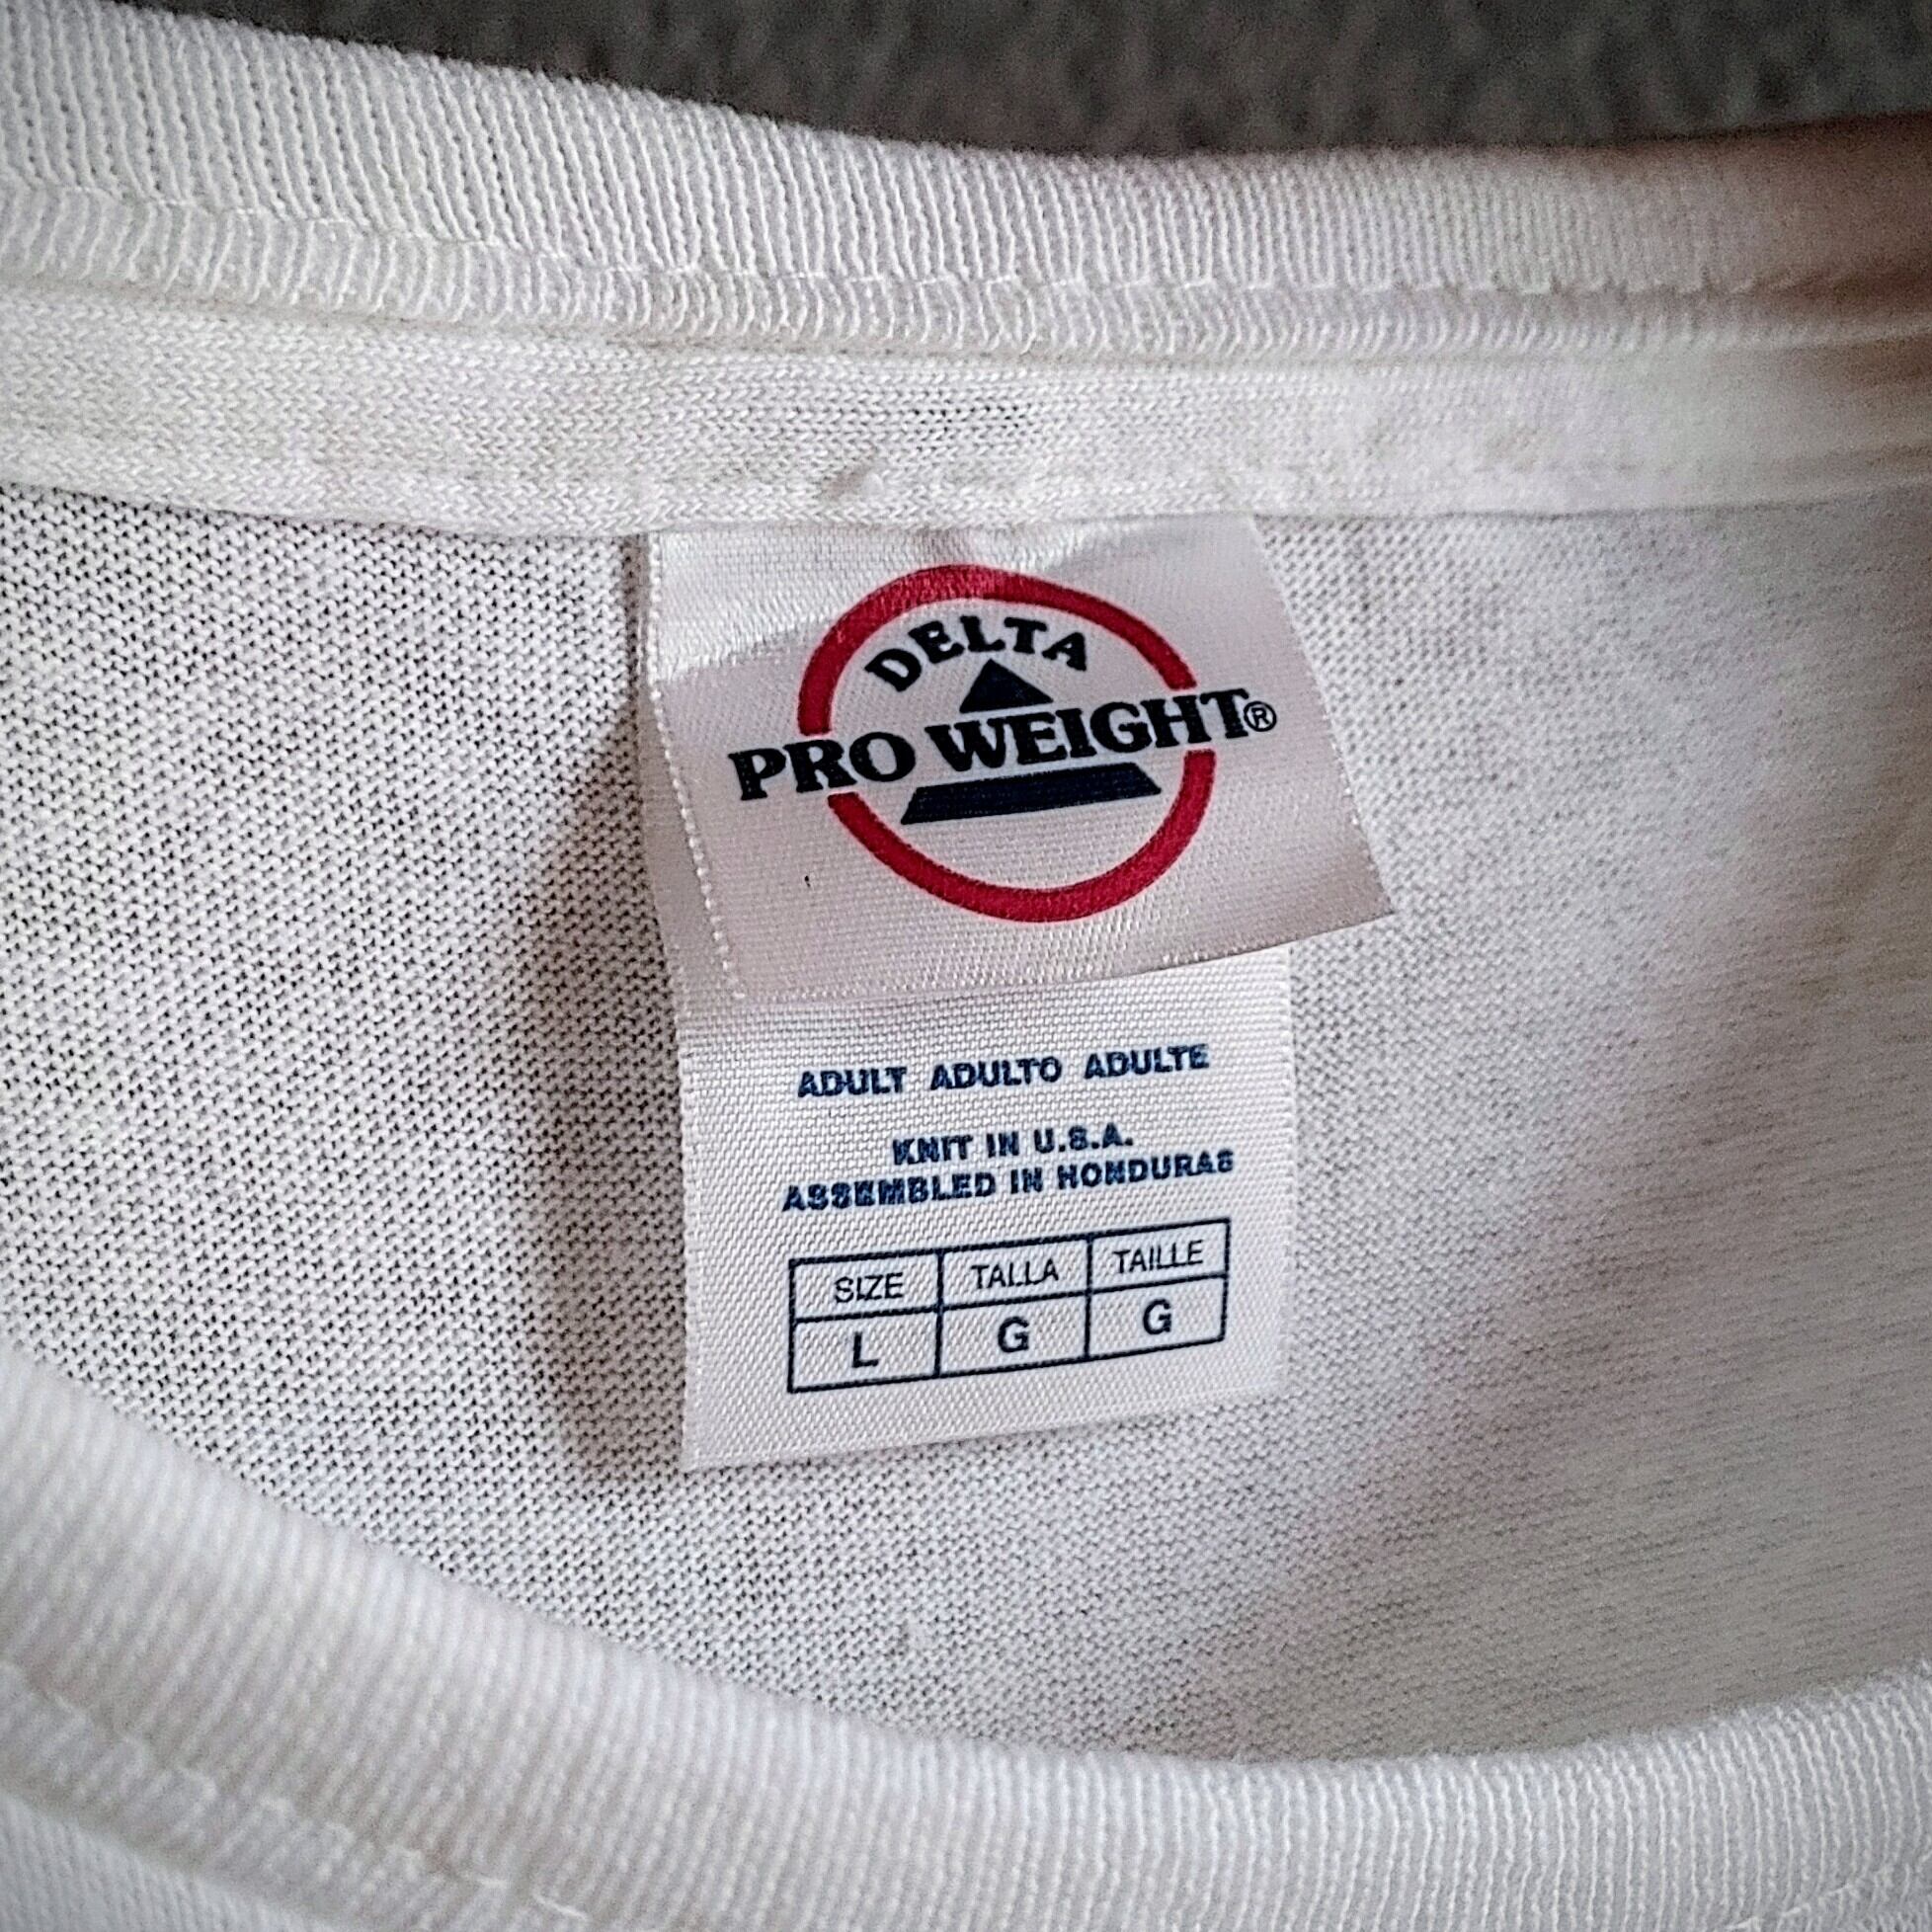 DELTA
PRO WEIGHT®
ADULT ADULTO ADULTE
KNIT IN U.S.A.
ASSEMBLED IN HONDURAS
SIZE TALLA TAILLE
L G G